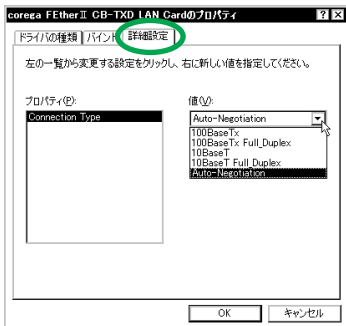 corega FEtherⅡ CB-TXD LAN Cardのプロパティ
ドライバの種類 バインド 詳細設定
左の一覧から変更する設定をクリックし、右に新しい値を指定してください。
プロパティ(P):
Connection Type
値(V):
Auto-Negotiation
100BaseTx
100BaseTx Full_Duplex
10BaseT
10BaseT Full_Duplex
Auto-Negotiation
OK キャンセル